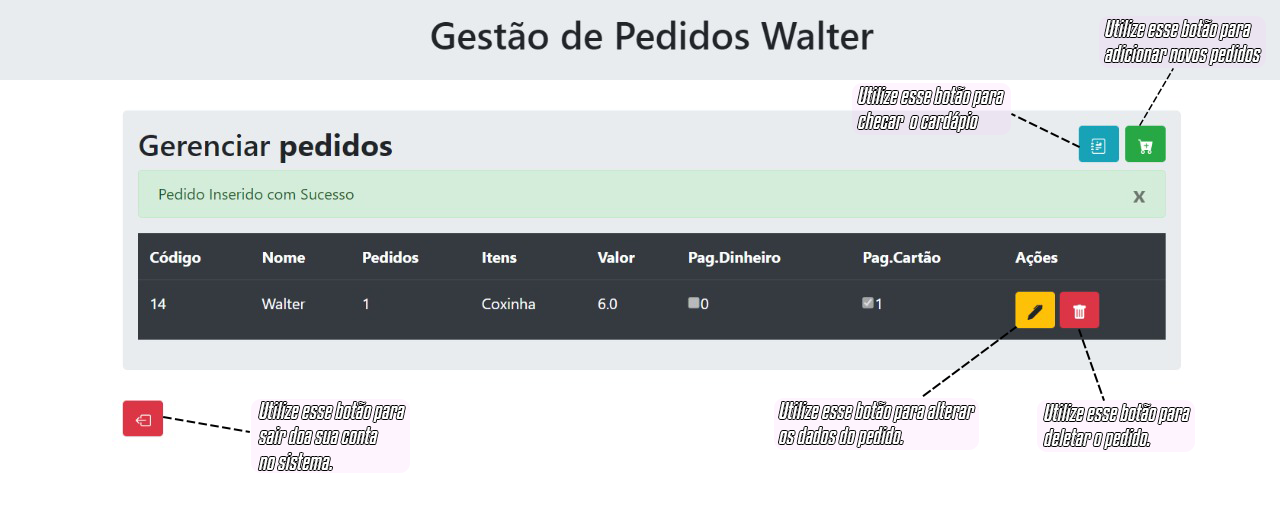 Gestão de Pedidos Walter
Utilize esse botão para
adicionar novos pedidos
Utilize esse botão para
checar o cardápio
Gerenciar pedidos
Pedido Inserido com Sucesso x
Código Nome Pedidos Itens Valor Pag.Dinheiro Pag.Cartão Ações
14 Walter 1 Coxinha 6.0 0 1
Utilize esse botão para
sair doa sua conta
no sistema.
Utilize esse botão para alterar
os dados do pedido.
Utilize esse botão para
deletar o pedido.